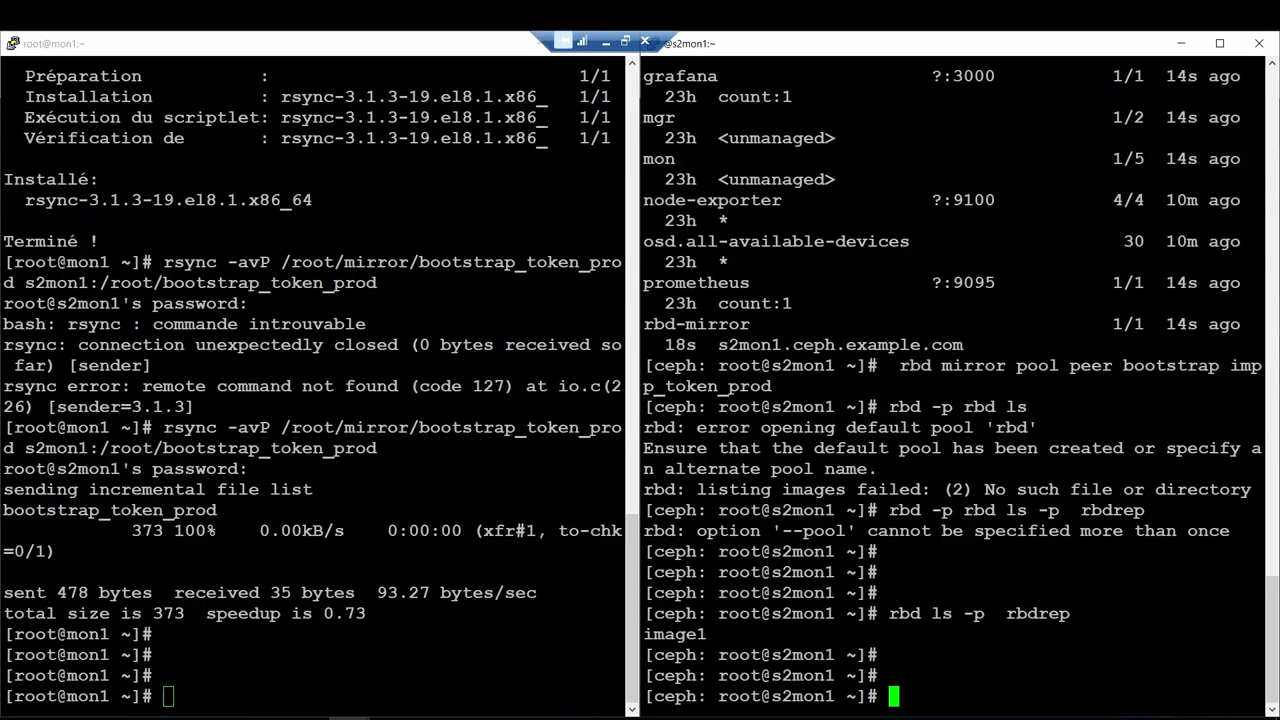 root@mon1:~
Préparation : 1/1
Installation : rsync-3.1.3-19.el8.1.x86_ 1/1
Exécution du scriptlet: rsync-3.1.3-19.el8.1.x86_ 1/1
Vérification de : rsync-3.1.3-19.el8.1.x86_ 1/1
Installé:
rsync-3.1.3-19.el8.1.x86_64
Terminé !
[root@mon1 ~]# rsync -avP /root/mirror/bootstrap_token_pro
d s2mon1:/root/bootstrap_token_prod
root@s2mon1's password:
bash: rsync : commande introuvable
rsync: connection unexpectedly closed (0 bytes received so
far) [sender]
rsync error: remote command not found (code 127) at io.c(2
26) [sender=3.1.3]
[root@mon1 ~]# rsync -avP /root/mirror/bootstrap_token_pro
d s2mon1:/root/bootstrap_token_prod
root@s2mon1's password:
sending incremental file list
bootstrap_token_prod
373 100% 0.00kB/s 0:00:00 (xfr#1, to-chk
=0/1)
sent 478 bytes received 35 bytes 93.27 bytes/sec
total size is 373 speedup is 0.73
[root@mon1 ~]#
[root@mon1 ~]#
[root@mon1 ~]#
[root@mon1 ~]#
@s2mon1:~
grafana ?:3000 1/1 14s ago
23h count:1
mgr 1/2 14s ago
23h <unmanaged>
mon 1/5 14s ago
23h <unmanaged>
node-exporter ?:9100 4/4 10m ago
23h *
osd.all-available-devices 30 10m ago
23h *
prometheus ?:9095 1/1 14s ago
23h count:1
rbd-mirror 1/1 14s ago
18s s2mon1.ceph.example.com
[ceph: root@s2mon1 ~]# rbd mirror pool peer bootstrap imp
p_token_prod
[ceph: root@s2mon1 ~]# rbd -p rbd ls
rbd: error opening default pool 'rbd'
Ensure that the default pool has been created or specify a
n alternate pool name.
rbd: listing images failed: (2) No such file or directory
[ceph: root@s2mon1 ~]# rbd -p rbd ls -p rbdrep
rbd: option '--pool' cannot be specified more than once
[ceph: root@s2mon1 ~]#
[ceph: root@s2mon1 ~]#
[ceph: root@s2mon1 ~]#
[ceph: root@s2mon1 ~]# rbd ls -p rbdrep
image1
[ceph: root@s2mon1 ~]#
[ceph: root@s2mon1 ~]#
[ceph: root@s2mon1 ~]#